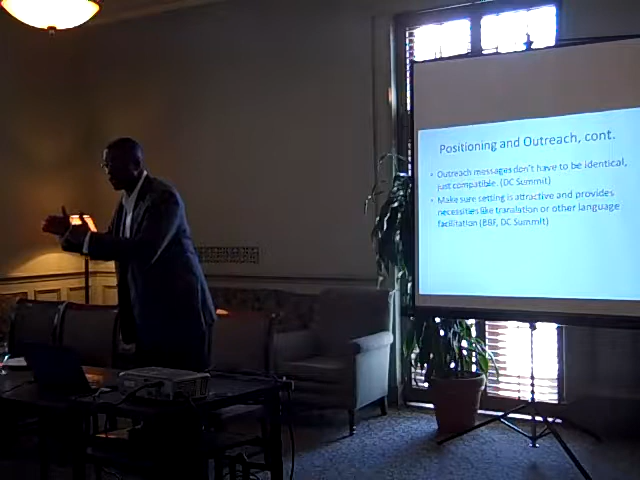 Positioning and Outreach, cont.
• Outreach messages don't have to be identical,
just compatible. (DC Summit)
• Make sure setting is attractive and provides
necessities like translation or other language
facilitation (BBF, DC Summit)